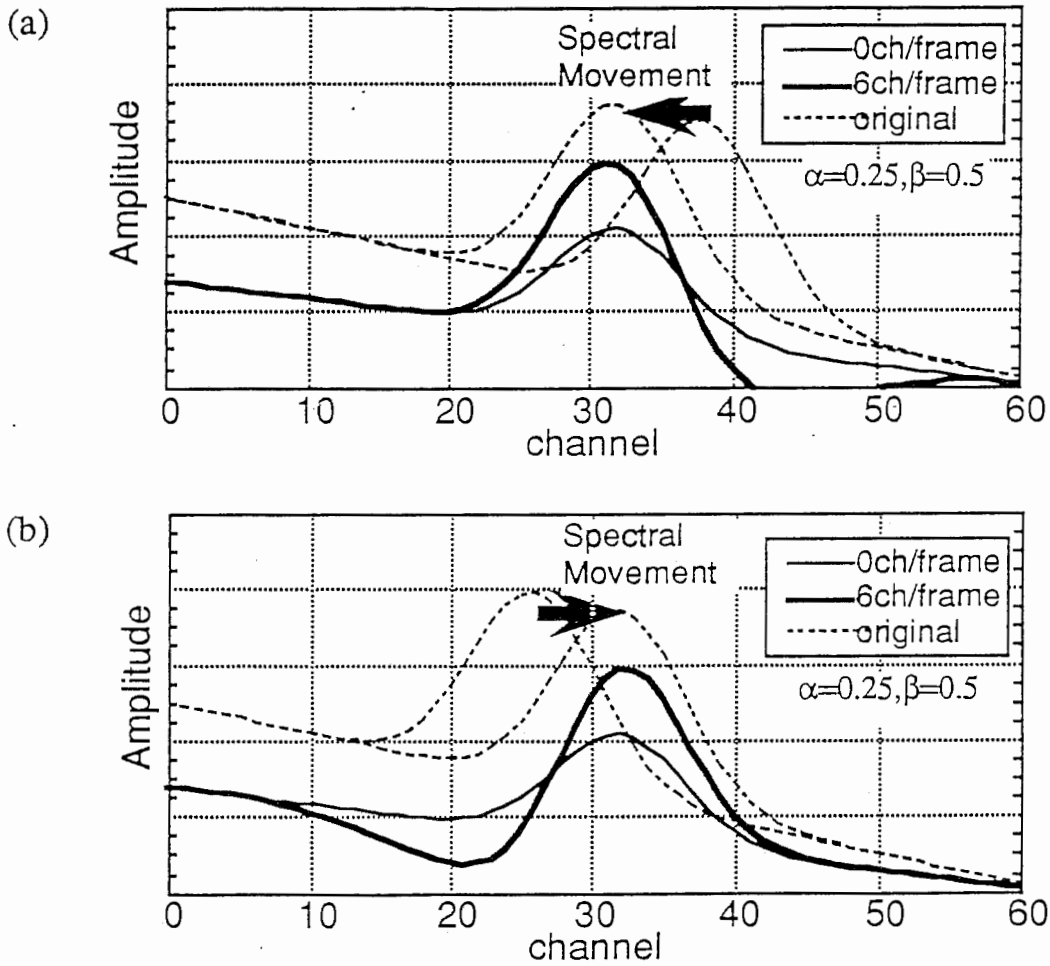 (a)
Spectral
Movement
0ch/frame
6ch/frame
original
α=0.25,β=0.5
Amplitude
0 10 20 30 40 50 60
channel
(b)
Spectral
Movement
0ch/frame
6ch/frame
original
α=0.25,β=0.5
Amplitude
0 10 20 30 40 50 60
channel